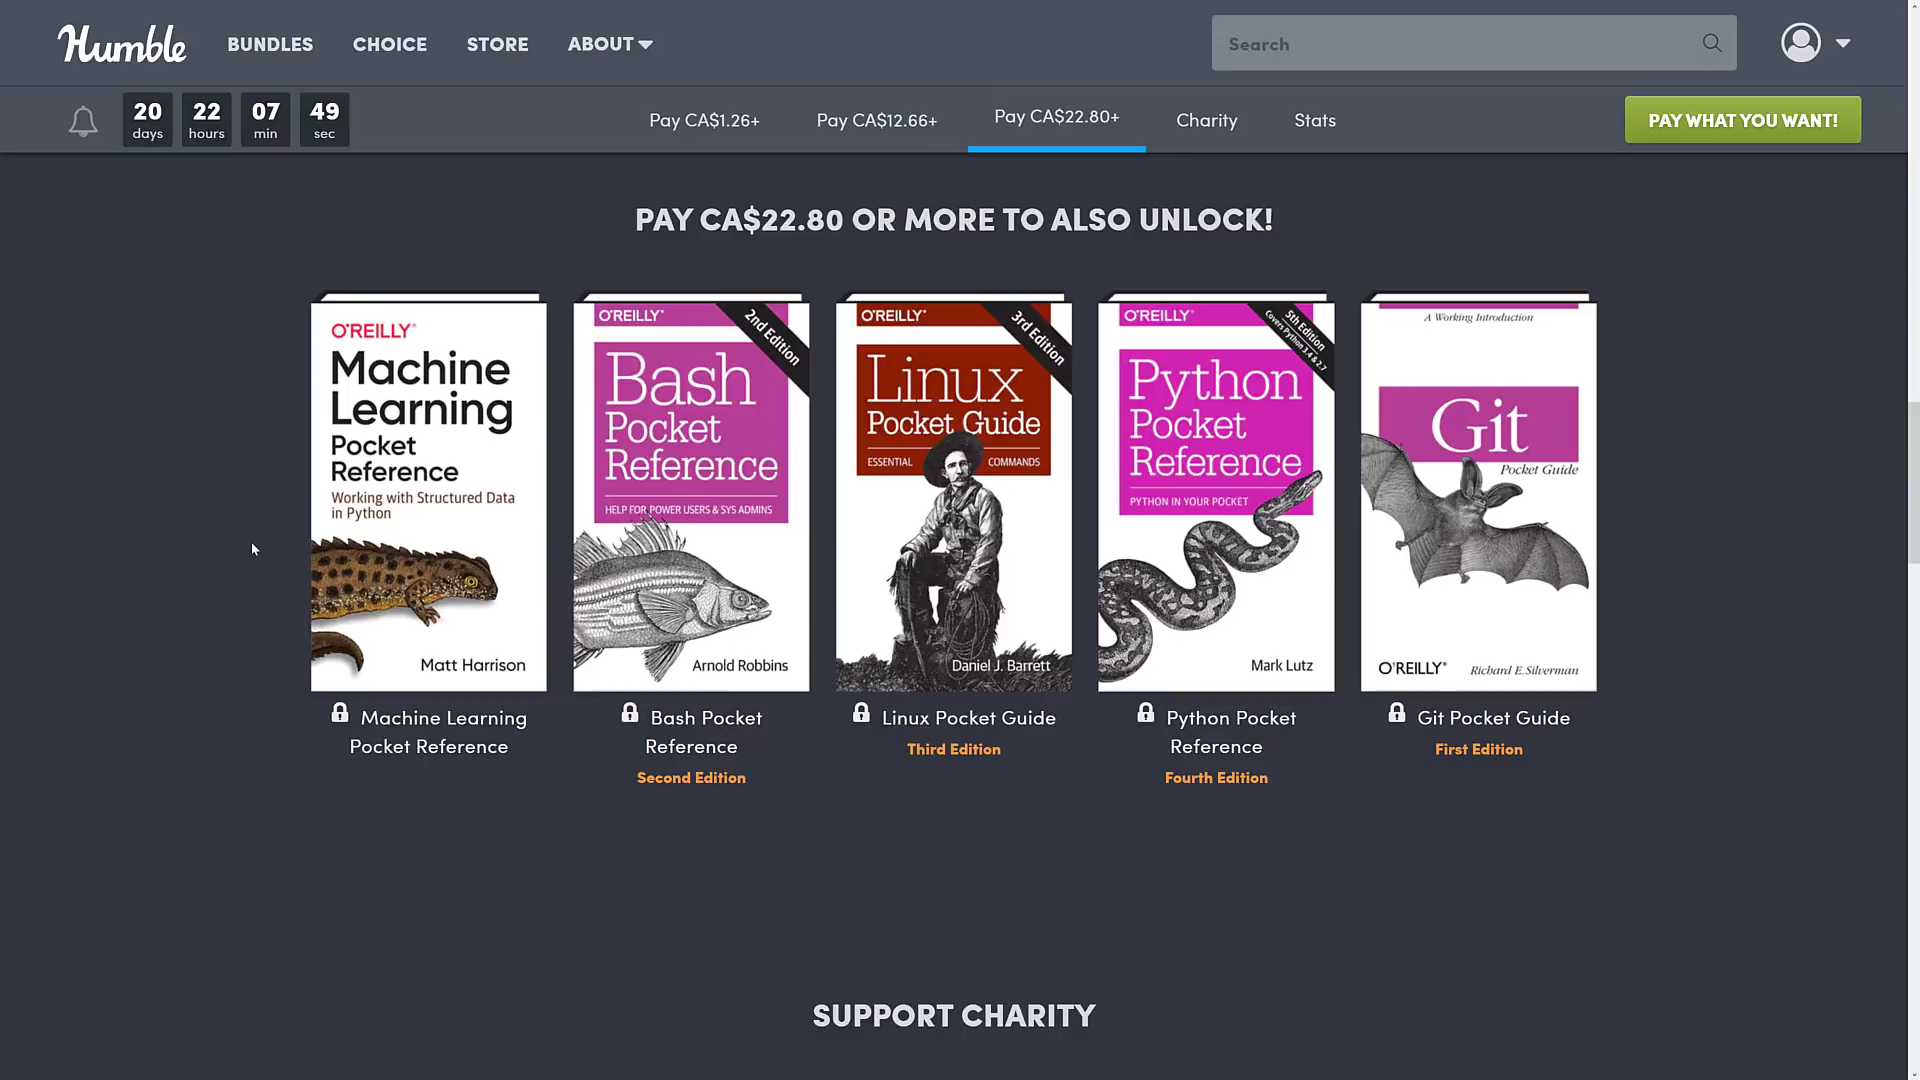 Humble BUNDLES CHOICE STORE ABOUT Search
20 22 07 49
days hours min sec
Pay CA$1.26+ Pay CA$12.66+ Pay CA$22.80+ Charity Stats
PAY WHAT YOU WANT!
PAY CA$22.80 OR MORE TO ALSO UNLOCK!
O'REILLY®
Machine
Learning
Pocket
Reference
Working with Structured Data
in Python
Matt Harrison
O'REILLY®
2nd Edition
Bash
Pocket
Reference
HELP FOR POWER USERS & SYS ADMINS
Arnold Robbins
O'REILLY®
3rd Edition
Linux
Pocket Guide
ESSENTIAL COMMANDS
Daniel J. Barrett
O'REILLY®
5th Edition
Covers Python 3.4 & 2.7
Python
Pocket
Reference
PYTHON IN YOUR POCKET
Mark Lutz
A Working Introduction
Git
Pocket Guide
O'REILLY® Richard E. Silverman
Machine Learning
Pocket Reference
Bash Pocket
Reference
Second Edition
Linux Pocket Guide
Third Edition
Python Pocket
Reference
Fourth Edition
Git Pocket Guide
First Edition
SUPPORT CHARITY